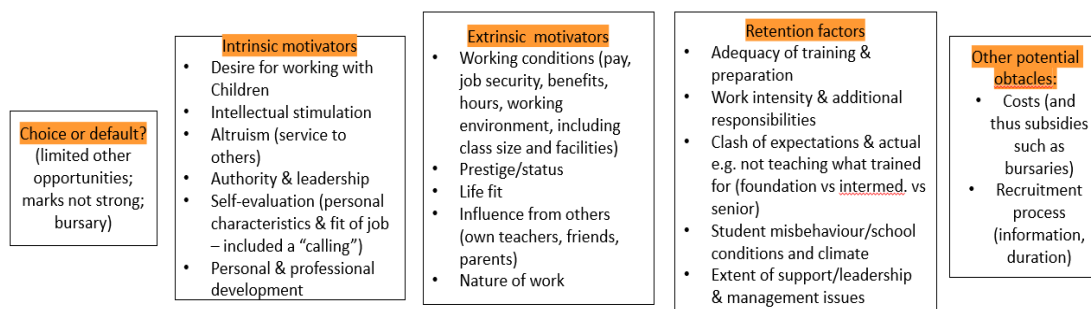 Choice or default?
(limited other
opportunities;
marks not strong;
bursary)
Intrinsic motivators
• Desire for working with
Children
• Intellectual stimulation
• Altruism (service to
others)
• Authority & leadership
• Self-evaluation (personal
characteristics & fit of job
– included a “calling”)
• Personal & professional
development
Extrinsic motivators
• Working conditions (pay,
job security, benefits,
hours, working
environment, including
class size and facilities)
• Prestige/status
• Life fit
• Influence from others
(own teachers, friends,
parents)
• Nature of work
Retention factors
• Adequacy of training &
preparation
• Work intensity & additional
responsibilities
• Clash of expectations & actual
e.g. not teaching what trained
for (foundation vs intermed. vs
senior)
• Student misbehaviour/school
conditions and climate
• Extent of support/leadership
& management issues
Other potential
obtacles:
• Costs (and
thus subsidies
such as
bursaries)
• Recruitment
process
(information,
duration)